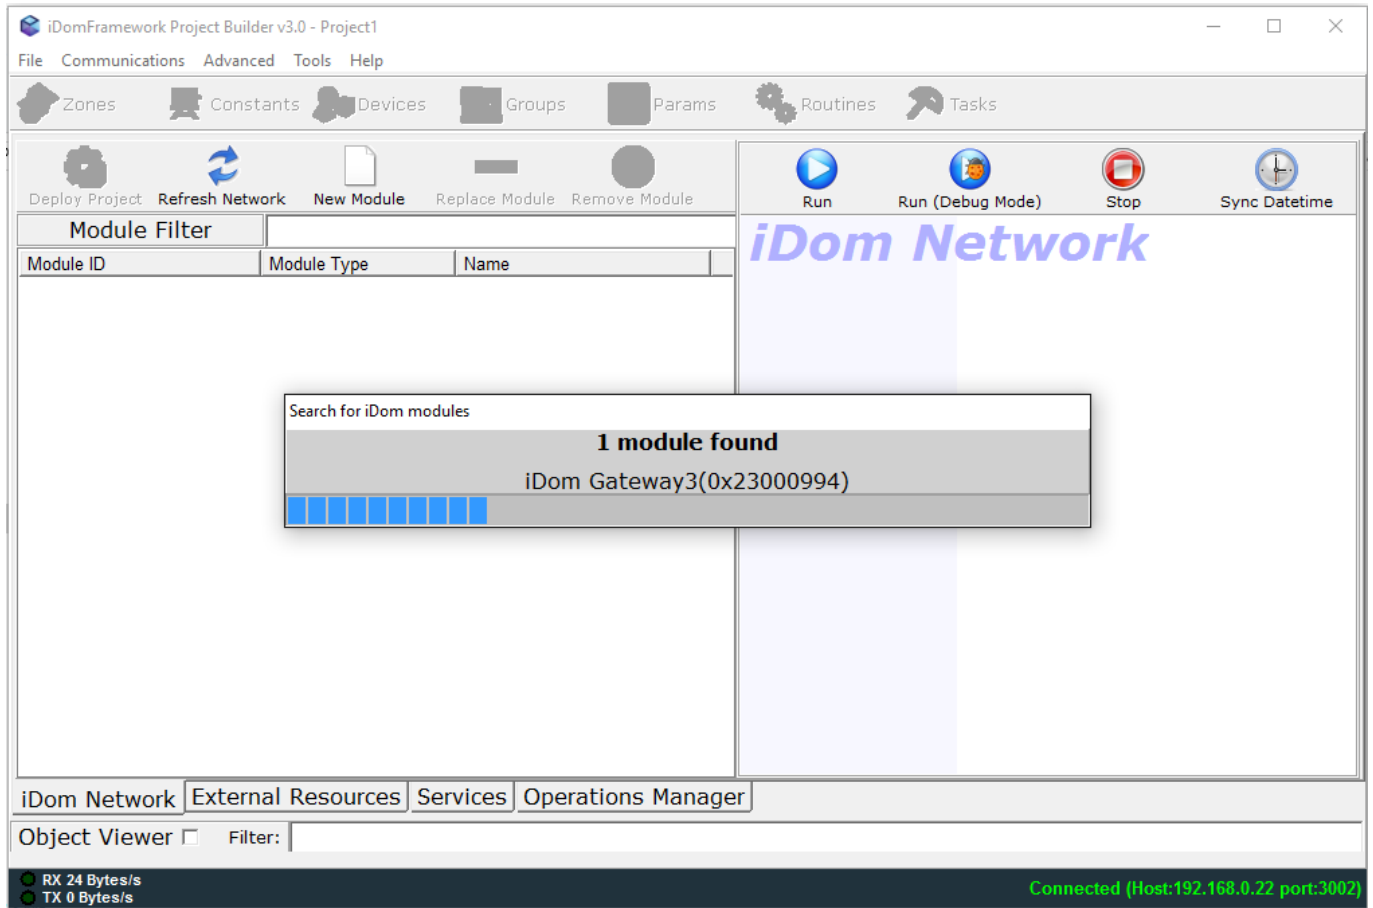 iDomFramework Project Builder v3.0 - Project1
File Communications Advanced Tools Help
Zones Constants Devices Groups Params Routines Tasks
Deploy Project Refresh Network New Module Replace Module Remove Module
Run Run (Debug Mode) Stop Sync Datetime
Module Filter
iDom Network
Module ID Module Type Name
Search for iDom modules
1 module found
iDom Gateway3(0x23000994)
iDom Network External Resources Services Operations Manager
Object Viewer Filter:
RX 24 Bytes/s
TX 0 Bytes/s
Connected (Host:192.168.0.22 port:3002)